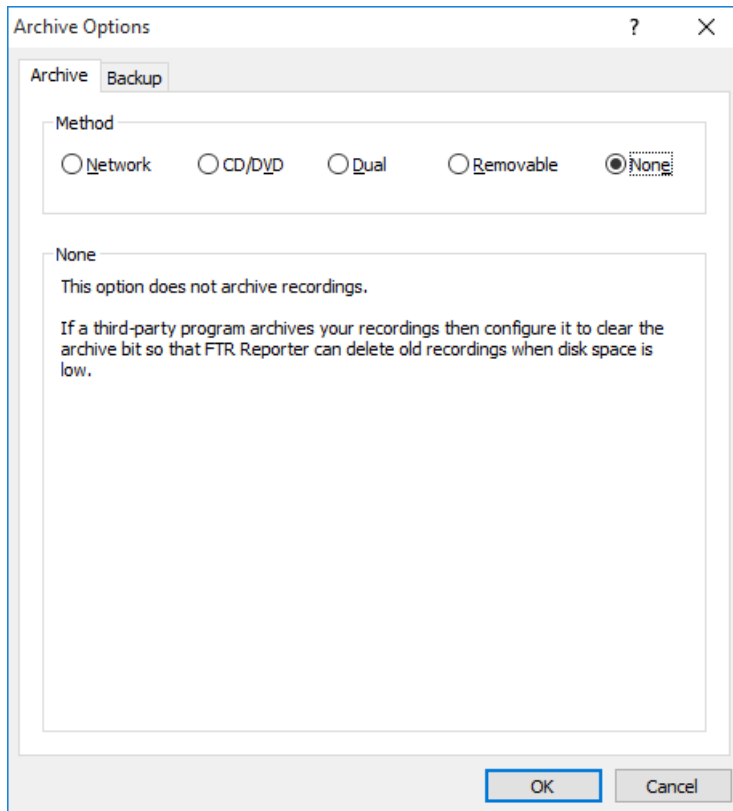 Archive Options ?
Archive Backup
Method
Network CD/DVD Dual Removable None
None
This option does not archive recordings.
If a third-party program archives your recordings then configure it to clear the
archive bit so that FTR Reporter can delete old recordings when disk space is
low.
OK Cancel